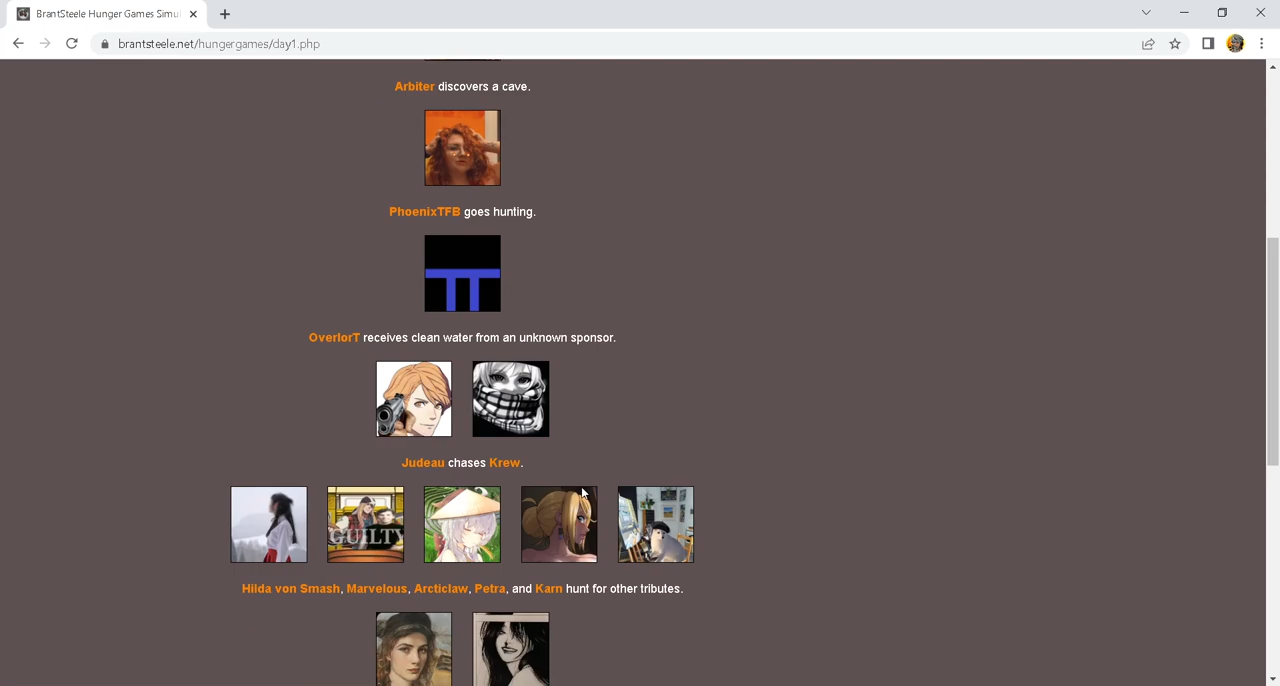 BrantSteele Hunger Games Simu
brantsteele.net/hungergames/day1.php
Arbiter discovers a cave.
PhoenixTFB goes hunting.
OverlorT receives clean water from an unknown sponsor.
Judeau chases Krew.
GUILTY
Hilda von Smash, Marvelous, Arcticlaw, Petra, and Karn hunt for other tributes.